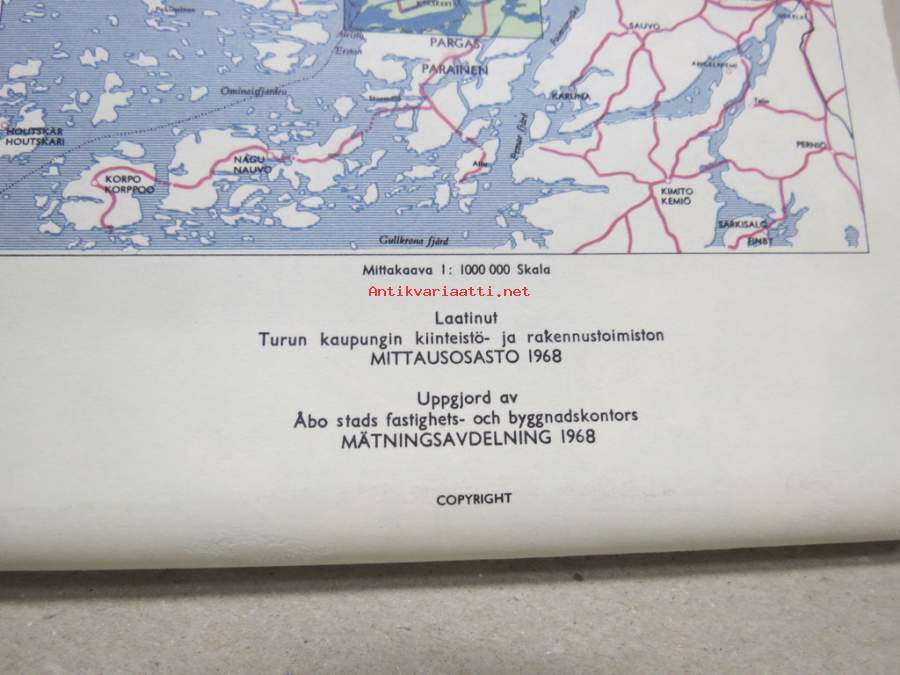 SAUVO
PARGAS
PARAINEN
Ominaisfjärden
KARUNA
HOUTSKÄR
HOUTSKARI
NAGU
NAUVO
Attu
PERNIÖ
KORPO
KORPPOO
KIMITO
KEMIÖ
SÄRKISALO
FINBY
Gullkrona fjärd
Mittakaava 1 : 1000 000 Skala
Antikvariaatti.net
Laatinut
Turun kaupungin kiinteistö- ja rakennustoimiston
MITTAUSOSASTO 1968
Uppgjord av
Åbo stads fastighets- och byggnadskontors
MÄTNINGSAVDELNING 1968
COPYRIGHT